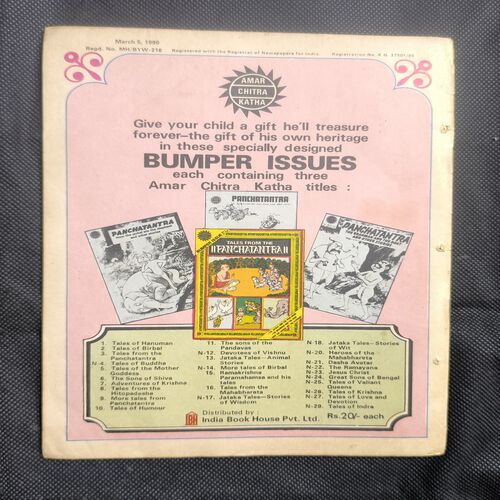 March 5, 1990
Regd. No. MH/BYW-216 Registered with the Registrar of Newspapers for India
AMAR
CHITRA
KATHA
Give your child a gift he'll treasure
forever—the gift of his own heritage
in these specially designed
BUMPER ISSUES
each containing three
Amar Chitra Katha titles :
PANCHATANTRA
PANCHATANTRA
PANCHATANTRA
TALES FROM THE
PANCHATANTRA
1. Tales of Hanuman
2. Tales of Birbal
3. Tales from the
Panchatantra
N-4. Tales of Buddha
5. Tales of the Mother
Goddess
6. The tales of Shiva
7. Adventures of Krishna
8. Tales from the
Hitopadesha
9. More tales from
Panchatantra
10. Tales of Humour
11. The sons of the
Pandavas
N-12. Devotees of Vishnu
13. Jataka Tales—Animal
Stories
N-14. More tales of Birbal
15. Ramakrishna
Paramahamsa and his
tales
16. Tales from the
Mahabharata
N-17. Jataka Tales—Stories
of Wisdom
N-18. Jataka Tales—Stories
of Wit
N-20. Heroes of the
Mahabharata
N-21. Dasha Avatar
N-22. The Ramayana
N-23. Jesus Christ
N-24. Great Sons of Bengal
N-25. Tales of Valiant
Queens
N-26. Tales of Krishna
N-27. Tales of Love and
Devotion
N-29. Tales of Indra
IBH
Distributed by :
India Book House Pvt. Ltd.
Rs.20/- each